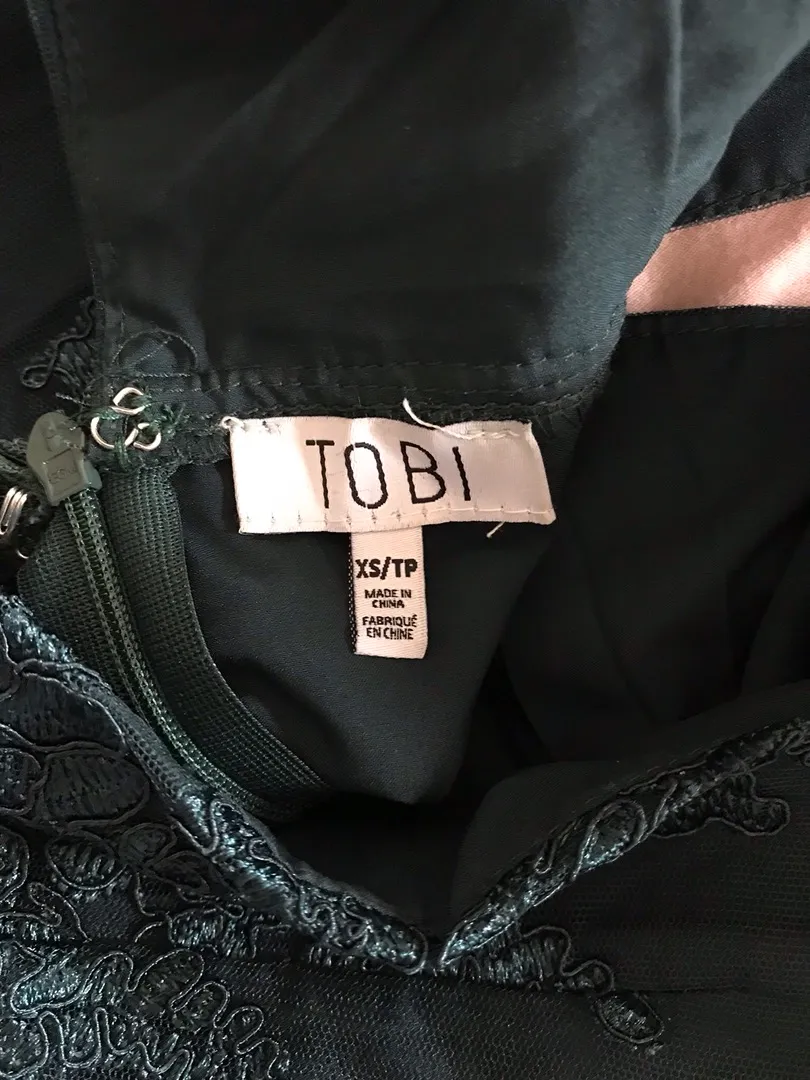 TOBI
XS/TP
MADE IN
CHINA
FABRIQUÉ
EN CHINE